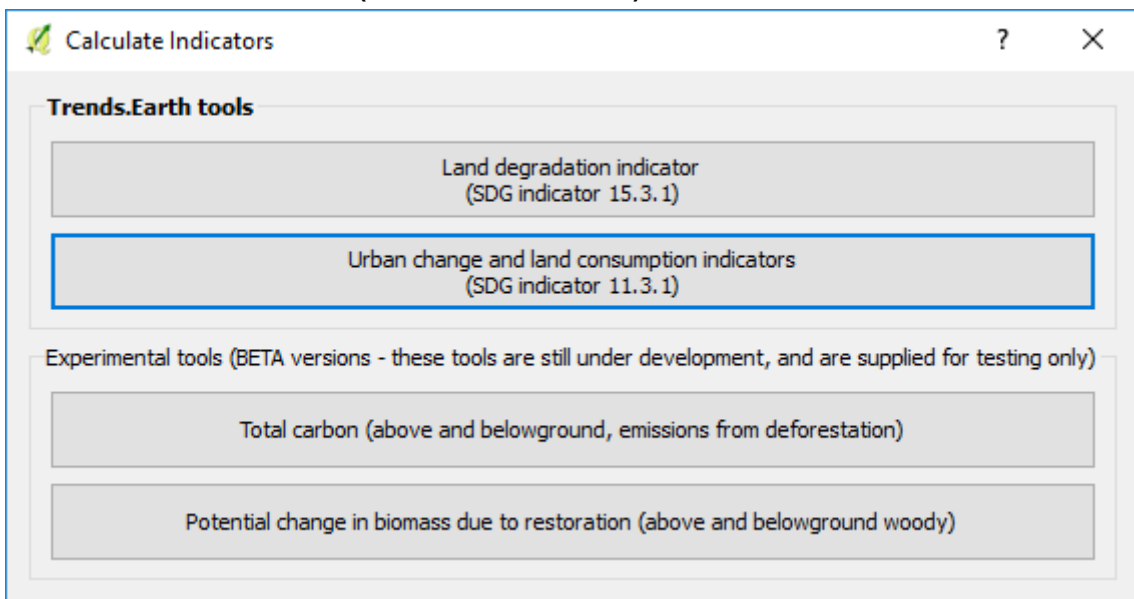 Calculate Indicators
?
Trends.Earth tools
Land degradation indicator
(SDG indicator 15.3.1)
Urban change and land consumption indicators
(SDG indicator 11.3.1)
Experimental tools (BETA versions - these tools are still under development, and are supplied for testing only)
Total carbon (above and belowground, emissions from deforestation)
Potential change in biomass due to restoration (above and belowground woody)